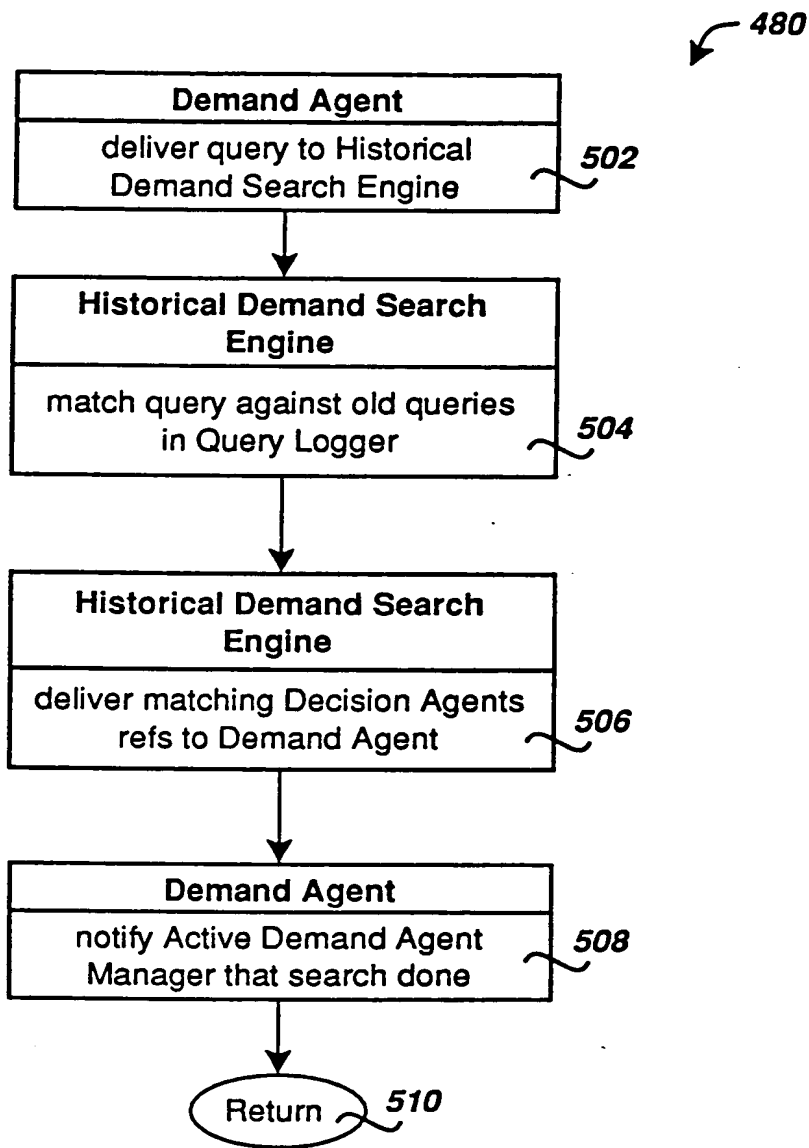 480
Demand Agent
deliver query to Historical
Demand Search Engine
502
Historical Demand Search
Engine
match query against old queries
in Query Logger
504
Historical Demand Search
Engine
deliver matching Decision Agents
refs to Demand Agent
506
Demand Agent
notify Active Demand Agent
Manager that search done
508
Return
510